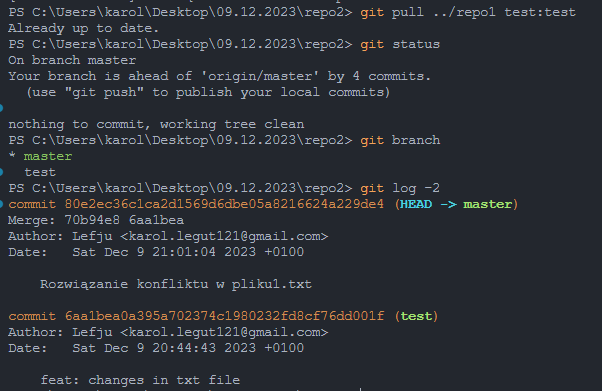 PS C:\Users\karol\Desktop\09.12.2023\repo2> git pull ../repo1 test:test
Already up to date.
PS C:\Users\karol\Desktop\09.12.2023\repo2> git status
On branch master
Your branch is ahead of 'origin/master' by 4 commits.
  (use "git push" to publish your local commits)

nothing to commit, working tree clean
PS C:\Users\karol\Desktop\09.12.2023\repo2> git branch
* master
  test
PS C:\Users\karol\Desktop\09.12.2023\repo2> git log -2
commit 80e2ec36c1ca2d1569d6dbe05a8216624a229de4 (HEAD -> master)
Merge: 70b94e8 6aa1bea
Author: Lefju <karol.legut121@gmail.com>
Date:   Sat Dec 9 21:01:04 2023 +0100

    Rozwiązanie konfliktu w pliku1.txt

commit 6aa1bea0a395a702374c1980232fd8cf76dd001f (test)
Author: Lefju <karol.legut121@gmail.com>
Date:   Sat Dec 9 20:44:43 2023 +0100

    feat: changes in txt file